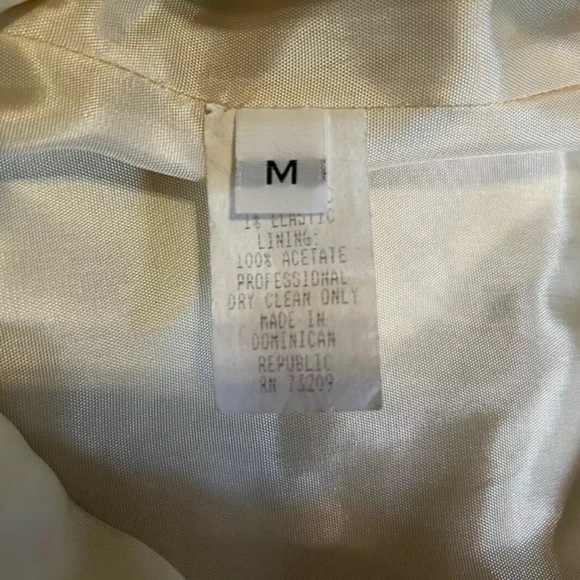 M
1% ELASTIC
LINING:
100% ACETATE
PROFESSIONAL
DRY CLEAN ONLY
MADE IN
DOMINICAN
REPUBLIC
RN 73209